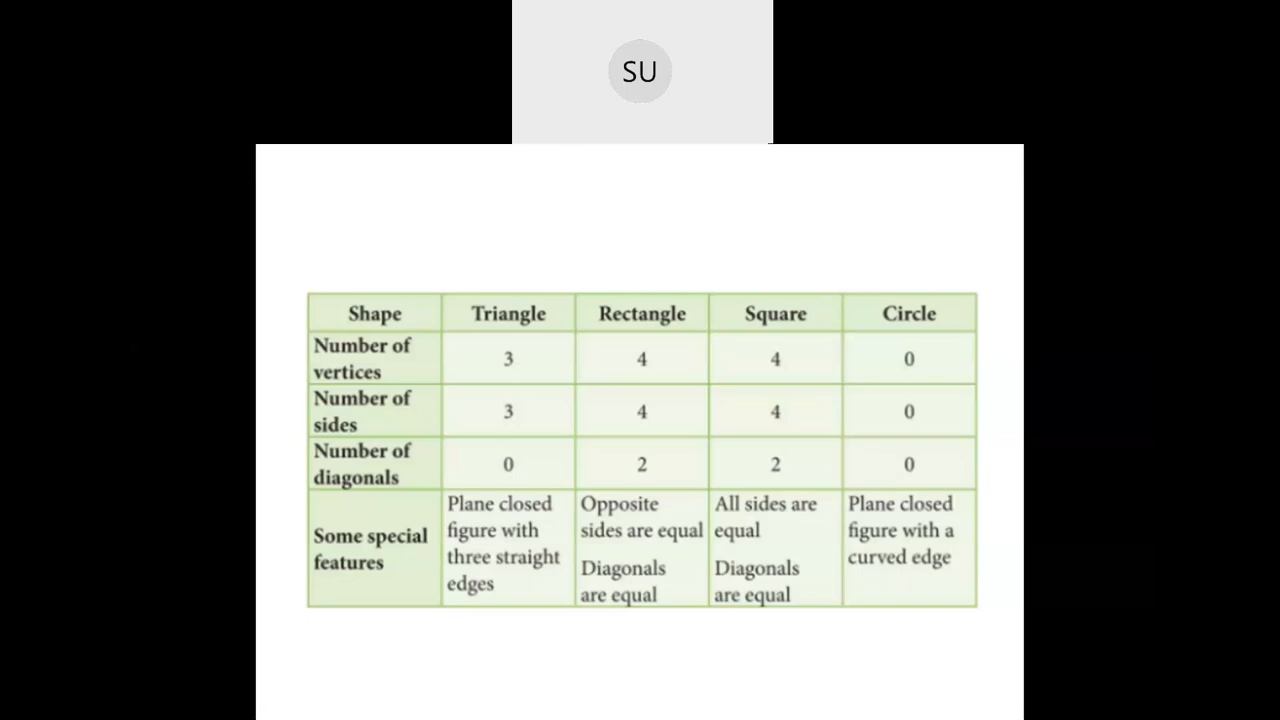 SU
Shape Triangle Rectangle Square Circle
Number of vertices 3 4 4 0
Number of sides 3 4 4 0
Number of diagonals 0 2 2 0
Some special features
Plane closed
figure with
three straight
edges
Opposite
sides are equal
Diagonals
are equal
All sides are
equal
Diagonals
are equal
Plane closed
figure with a
curved edge